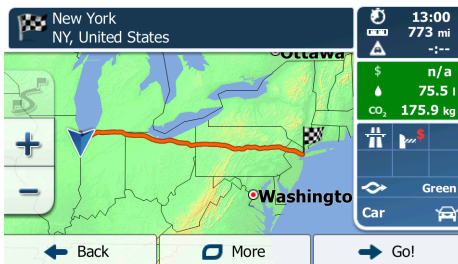 New York
NY, United States
13:00
773 mi
-:--
$ n/a
75.5 l
CO₂ 175.9 kg
Ottawa
S
$
Washingto
Green
Car
Back
More
Go!